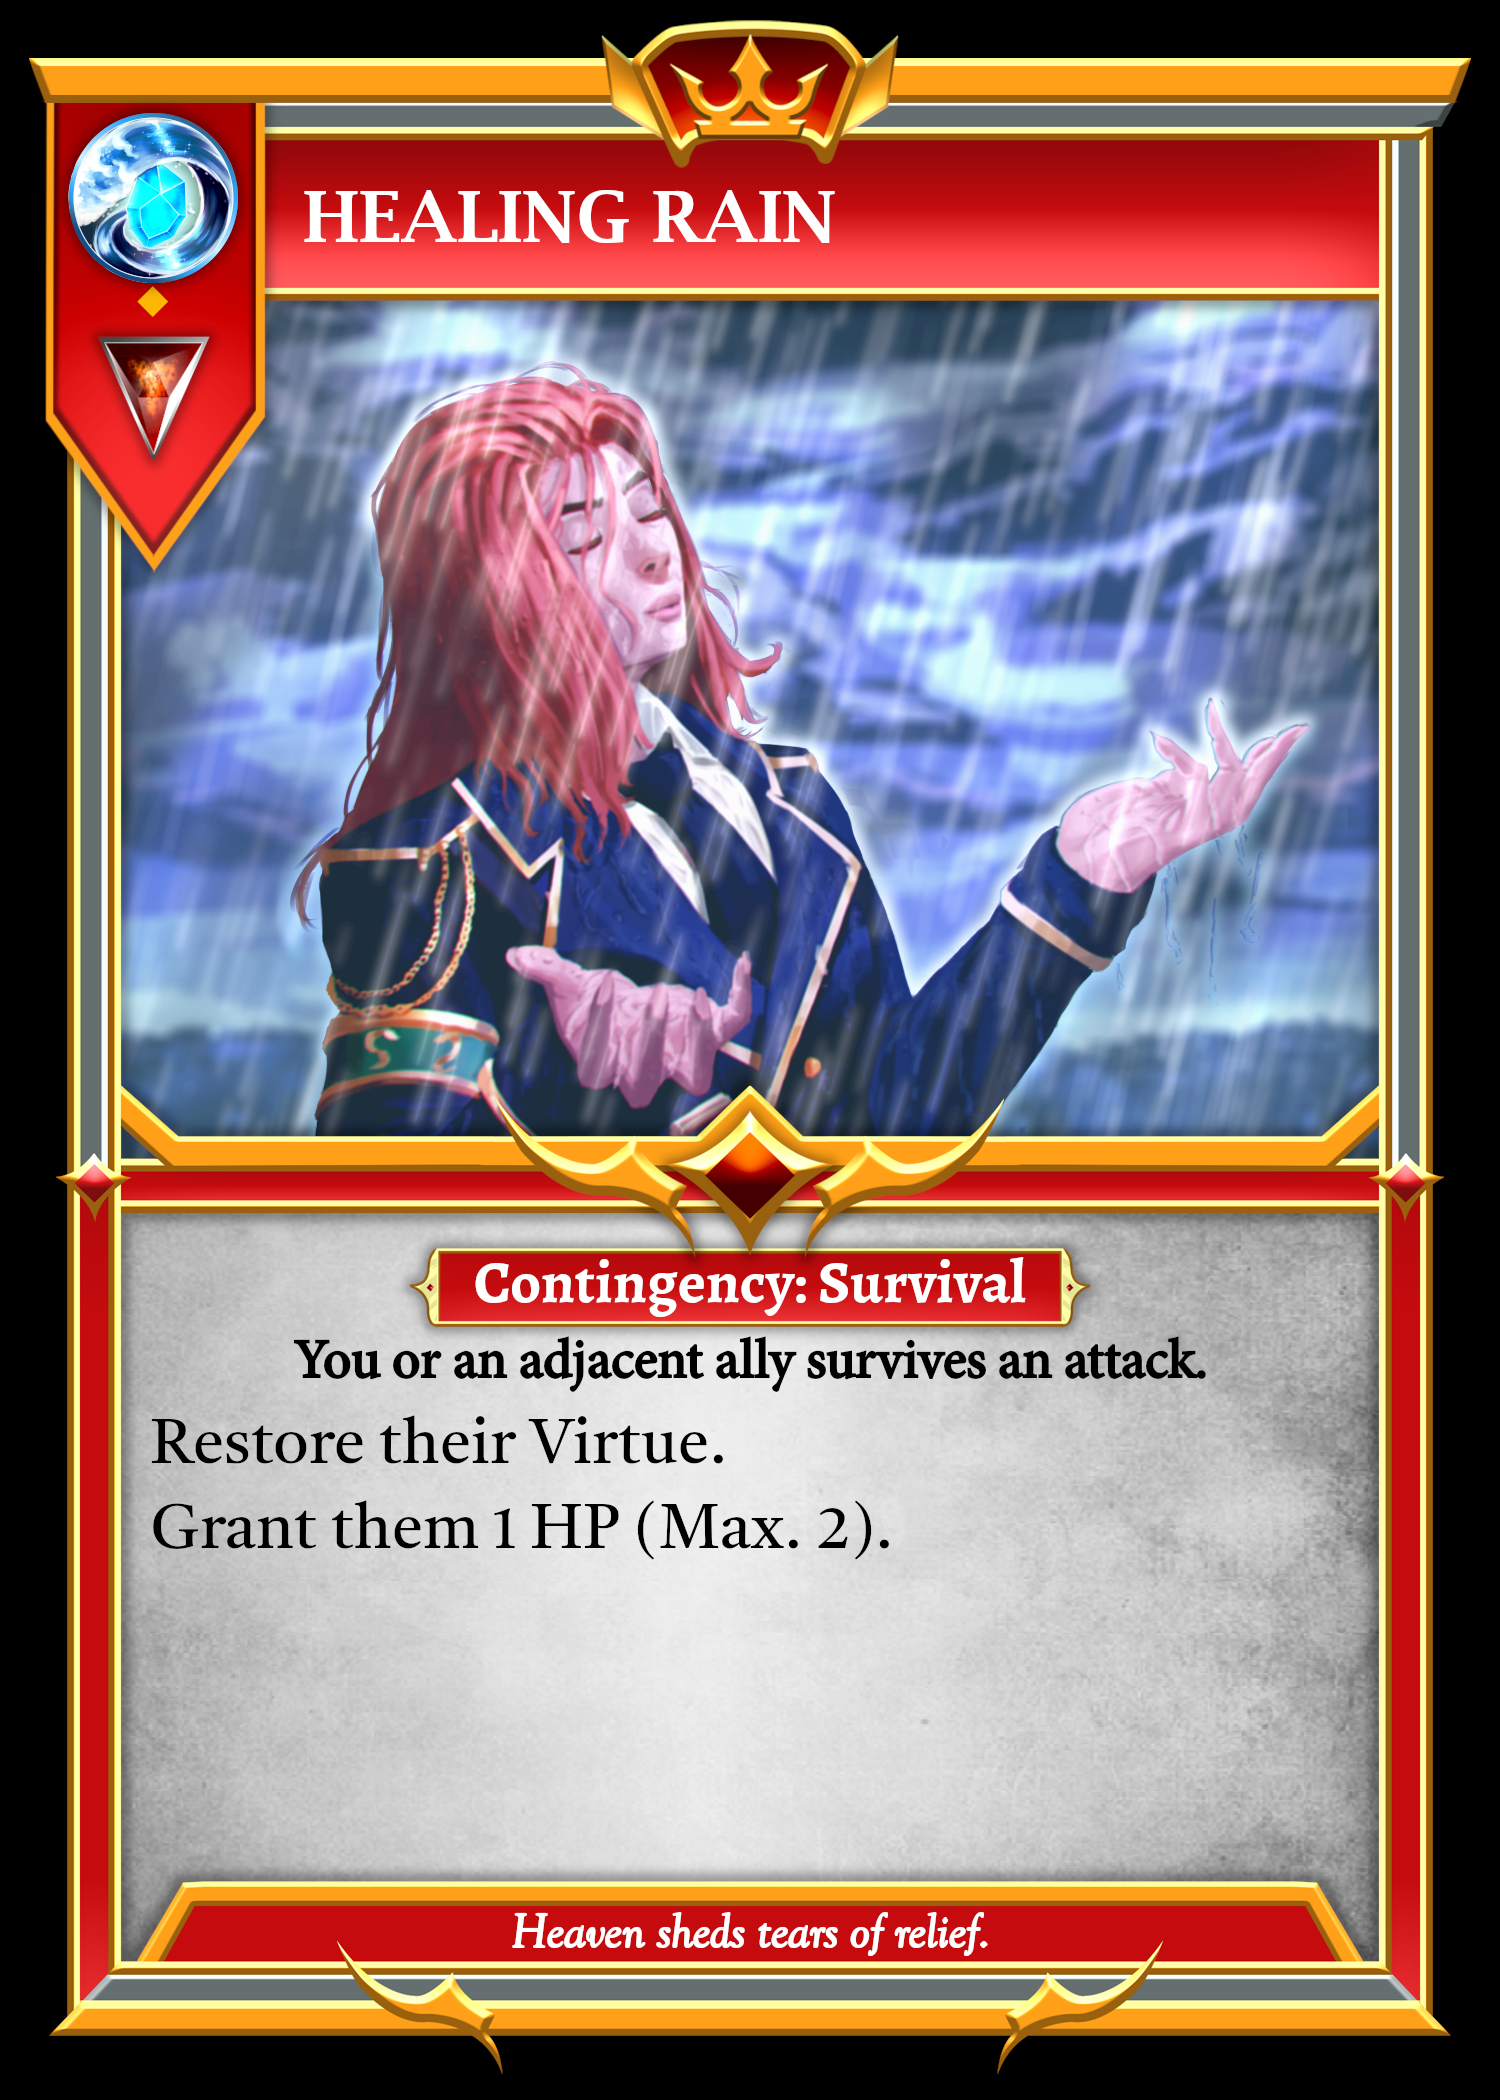 HEALING RAIN
Contingency: Survival
You or an adjacent ally survives an attack.
Restore their Virtue.
Grant them 1 HP (Max. 2).
Heaven sheds tears of relief.